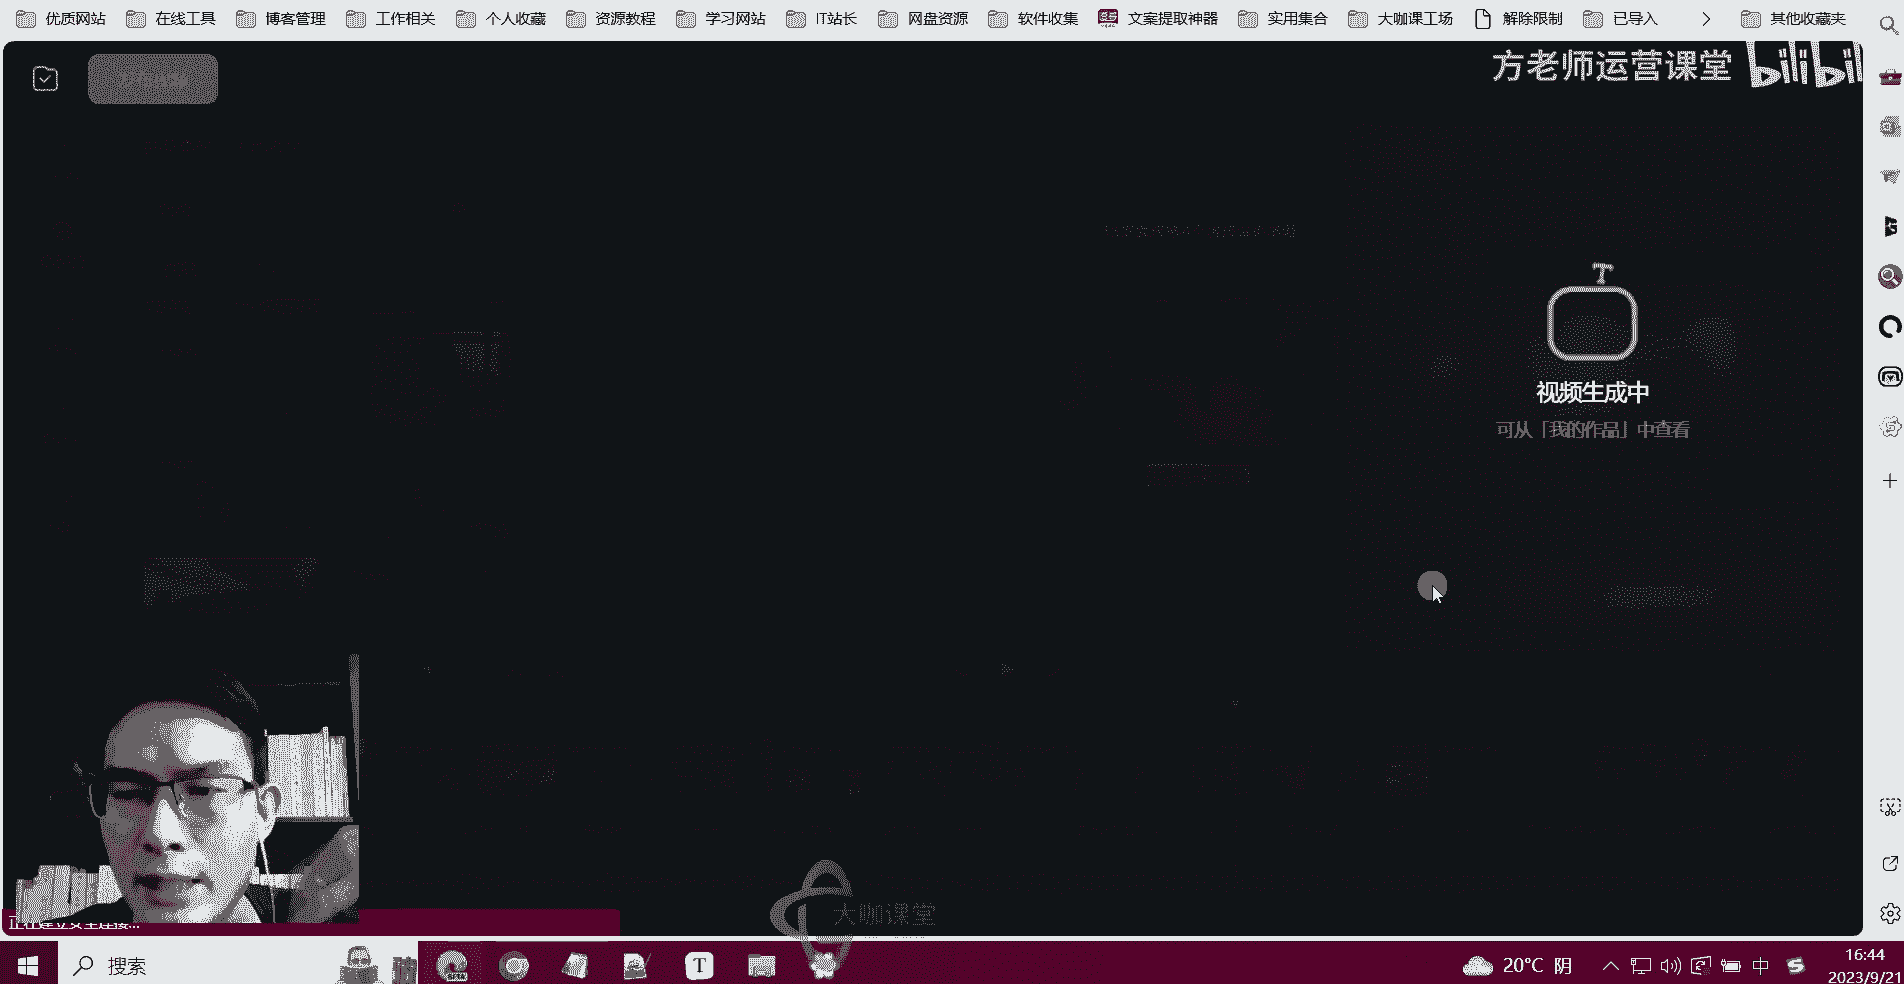 优质网站 在线工具 博客管理 工作相关 个人收藏 资源教程 学习网站 IT站长 网盘资源 软件收集 文案提取神器 实用集合 大咖课工场 解除限制 已导入 其他收藏夹
方老师运营课堂 bilibil
视频生成中
可从「我的作品」中查看
大咖课堂
搜索
T
20°C 阴
中
16:44
2023/9/21